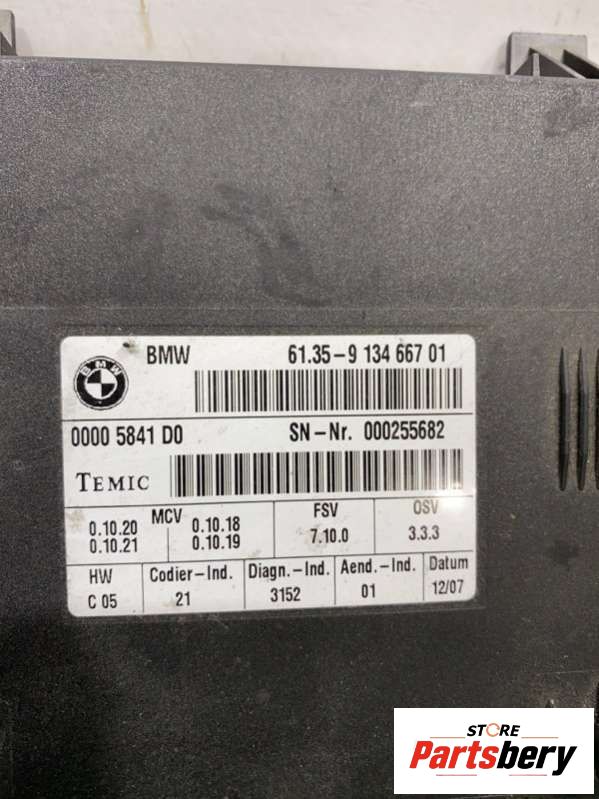 BMW 61.35-9 134 667 01
BMW
0000 5841 D0 SN-Nr. 000255682
TEMIC
MCV FSV OSV
0.10.20 0.10.18 7.10.0 3.3.3
0.10.21 0.10.19
HW Codier-Ind. Diagn.-Ind. Aend.-Ind. Datum
C 05 21 3152 01 12/07
STORE
Partsbery